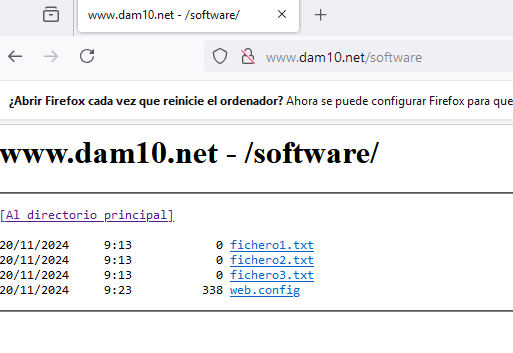 www.dam10.net - /software/
www.dam10.net/software
¿Abrir Firefox cada vez que reinicie el ordenador? Ahora se puede configurar Firefox para que
www.dam10.net - /software/
[Al directorio principal]
20/11/2024 9:13 0 fichero1.txt
20/11/2024 9:13 0 fichero2.txt
20/11/2024 9:13 0 fichero3.txt
20/11/2024 9:23 338 web.config